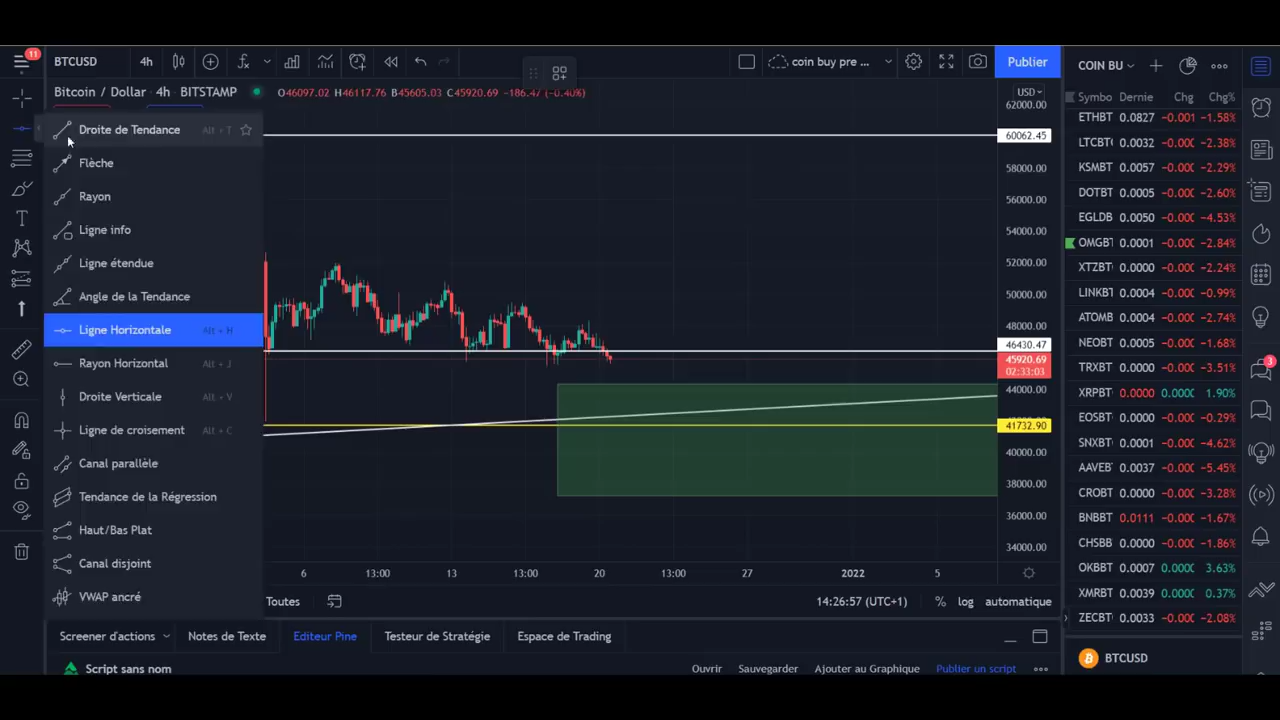 11
BTCUSD
4h
coin buy pre ...
Publier
COIN BU
Bitcoin / Dollar · 4h · BITSTAMP
O46097.02 H46117.76 B45605.03 C45920.69 −186.47 (−0.40%)
USD
Symbo Dernie Chg Chg%
62000.00
60062.45
58000.00
56000.00
54000.00
52000.00
50000.00
48000.00
46430.47
45920.69
02:33:03
44000.00
41732.90
40000.00
38000.00
36000.00
34000.00
Droite de Tendance Alt + T
Flèche
Rayon
Ligne info
Ligne étendue
Angle de la Tendance
Ligne Horizontale Alt + H
Rayon Horizontal Alt + J
Droite Verticale Alt + V
Ligne de croisement Alt + C
Canal parallèle
Tendance de la Régression
Haut/Bas Plat
Canal disjoint
VWAP ancré
6 13:00 13 13:00 20 13:00 27 2022 5
Toutes
14:26:57 (UTC+1) % log automatique
ETHBT 0.0827 −0.001 −1.58%
LTCBT 0.0032 −0.000 −2.38%
KSMBT 0.0057 −0.000 −2.29%
DOTBT 0.0005 −0.000 −2.64%
EGLDB 0.0050 −0.000 −4.53%
OMGBT 0.0001 −0.000 −2.84%
XTZBT 0.0001 −0.000 −2.24%
LINKBT 0.0004 −0.000 −0.99%
ATOMB 0.0004 −0.000 −2.74%
NEOBT 0.0005 −0.000 −1.68%
TRXBT 0.0000 −0.000 −3.51%
XRPBT 0.0000 0.000 1.90%
EOSBT 0.0000 −0.000 −0.29%
SNXBT 0.0001 −0.000 −4.62%
AAVEB 0.0037 −0.000 −5.45%
CROBT 0.0000 −0.000 −3.28%
BNBBT 0.0111 −0.000 −1.67%
CHSBB 0.0000 −0.000 −1.86%
OKBBT 0.0007 0.000 3.63%
XMRBT 0.0039 0.000 0.37%
ZECBT 0.0033 −0.000 −2.08%
3
Screener d'actions Notes de Texte Editeur Pine Testeur de Stratégie Espace de Trading
BTCUSD
Script sans nom
Ouvrir Sauvegarder Ajouter au Graphique Publier un script